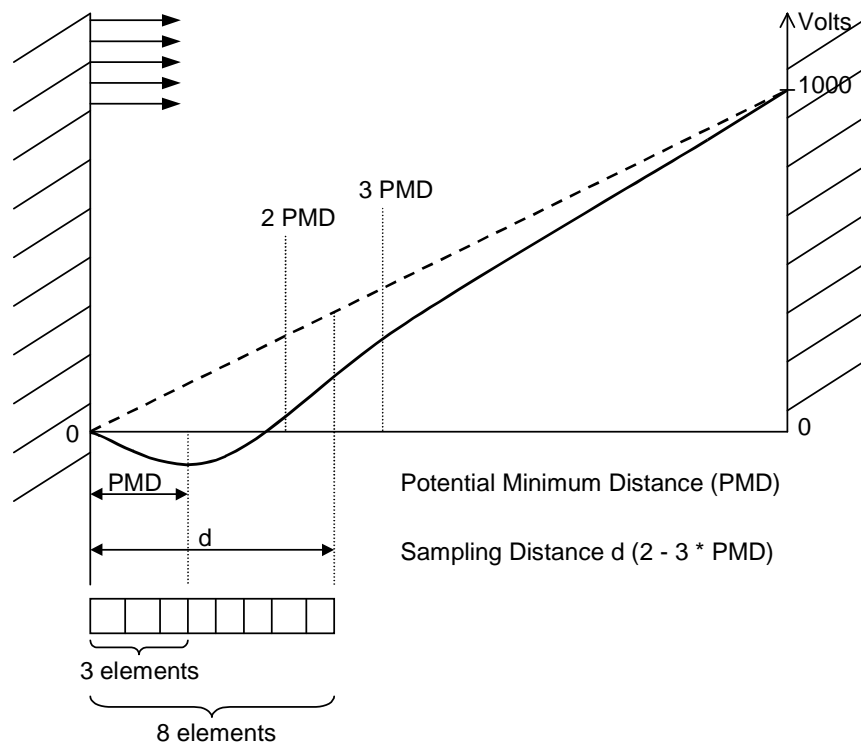 Volts
1000
3 PMD
2 PMD
0
0
PMD
Potential Minimum Distance (PMD)
d
Sampling Distance d (2 - 3 * PMD)
3 elements
8 elements